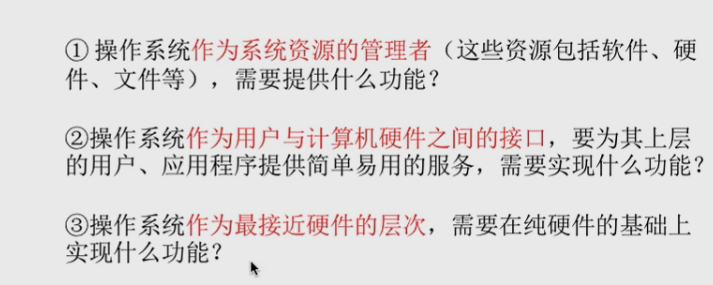 ① 操作系统作为系统资源的管理者（这些资源包括软件、硬
件、文件等），需要提供什么功能？
②操作系统作为用户与计算机硬件之间的接口，要为其上层
的用户、应用程序提供简单易用的服务，需要实现什么功能？
③操作系统作为最接近硬件的层次，需要在纯硬件的基础上
实现什么功能？